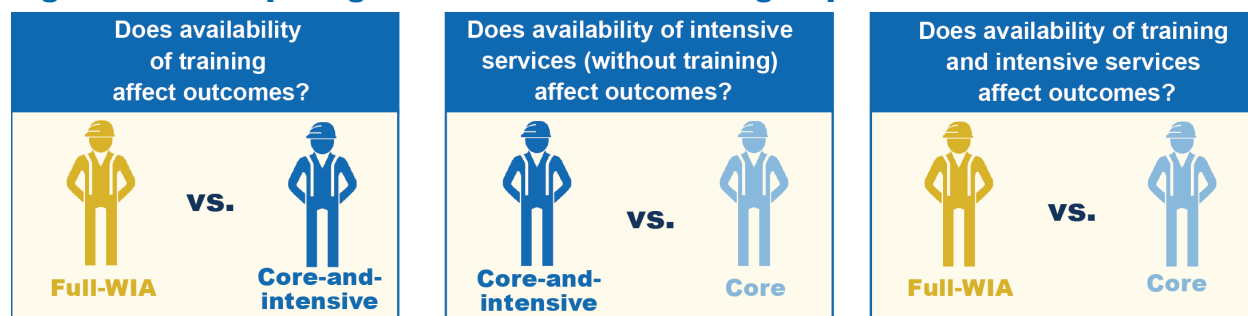 Does availability
of training
affect outcomes?
vs.
Full-WIA
Core-and-
intensive
Does availability of intensive
services (without training)
affect outcomes?
vs.
Core-and-
intensive
Core
Does availability of training
and intensive services
affect outcomes?
vs.
Full-WIA
Core